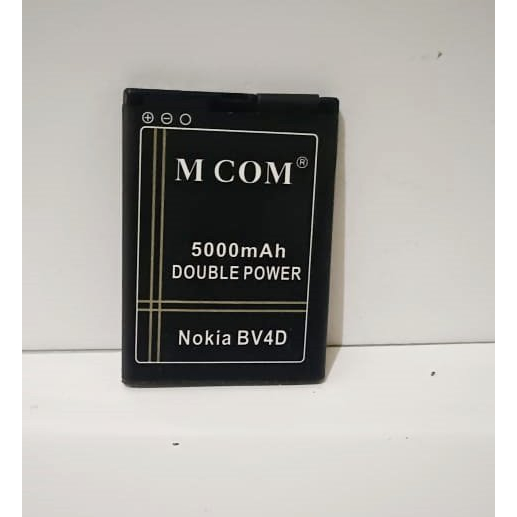 M COM®
5000mAh
DOUBLE POWER
Nokia BV4D